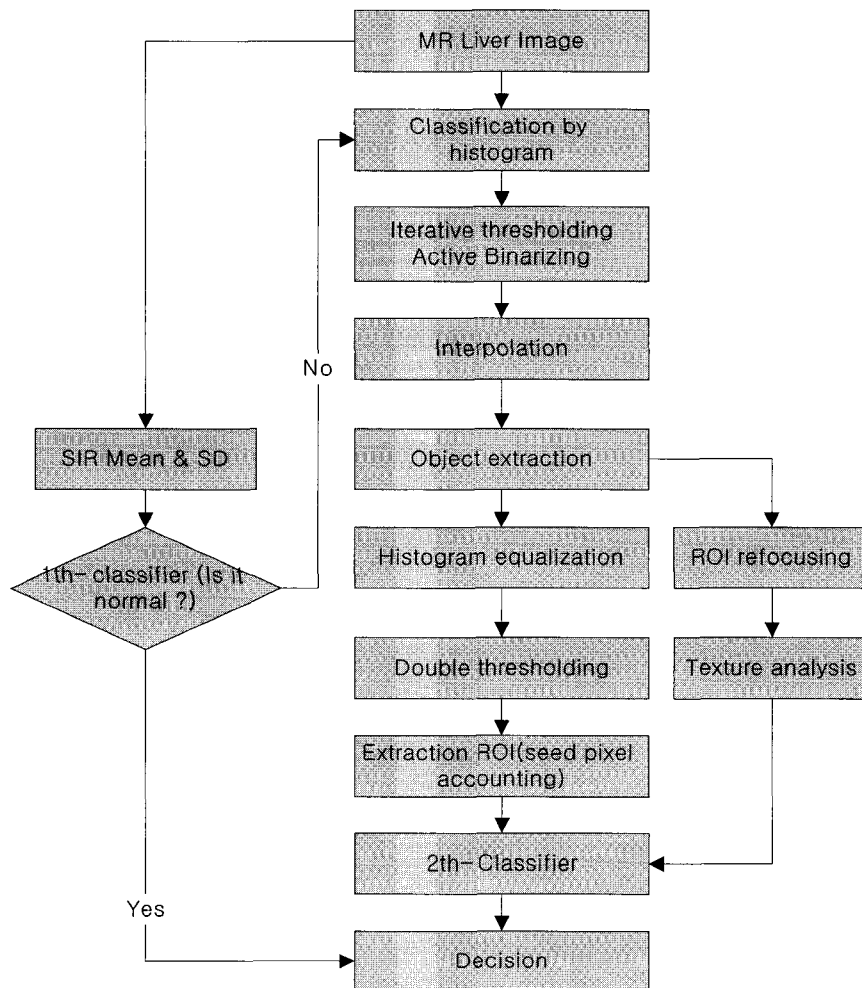 MR Liver Image
Classification by
histogram
Iterative thresholding
Active Binarizing
Interpolation
No
SIR Mean & SD
Object extraction
1th-classifier (Is it
normal ?)
Histogram equalization
ROI refocusing
Double thresholding
Texture analysis
Extraction ROI(seed pixel
accounting)
2th-Classifier
Yes
Decision